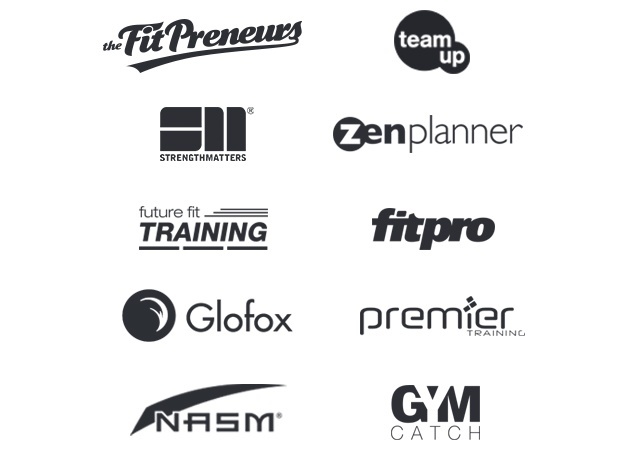 the FitPreneurs
team
up
®
STRENGTHMATTERS
zenplanner
future fit
TRAINING
fitpro
Glofox
premier
TRAINING
NASM®
GYM
CATCH